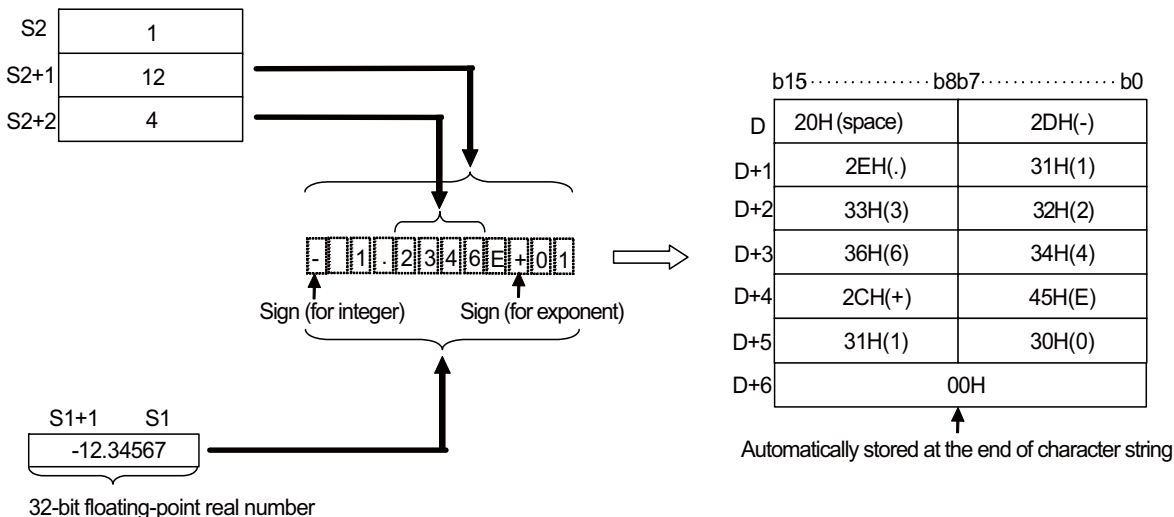 S2 1
S2+1 12
S2+2 4
- 1 . 2 3 4 6 E + 0 1
Sign (for integer) Sign (for exponent)
S1+1 S1
-12.34567
32-bit floating-point real number
b15················b8b7················b0
D 20H (space) 2DH(-)
D+1 2EH(.) 31H(1)
D+2 33H(3) 32H(2)
D+3 36H(6) 34H(4)
D+4 2CH(+) 45H(E)
D+5 31H(1) 30H(0)
D+6 00H
Automatically stored at the end of character string